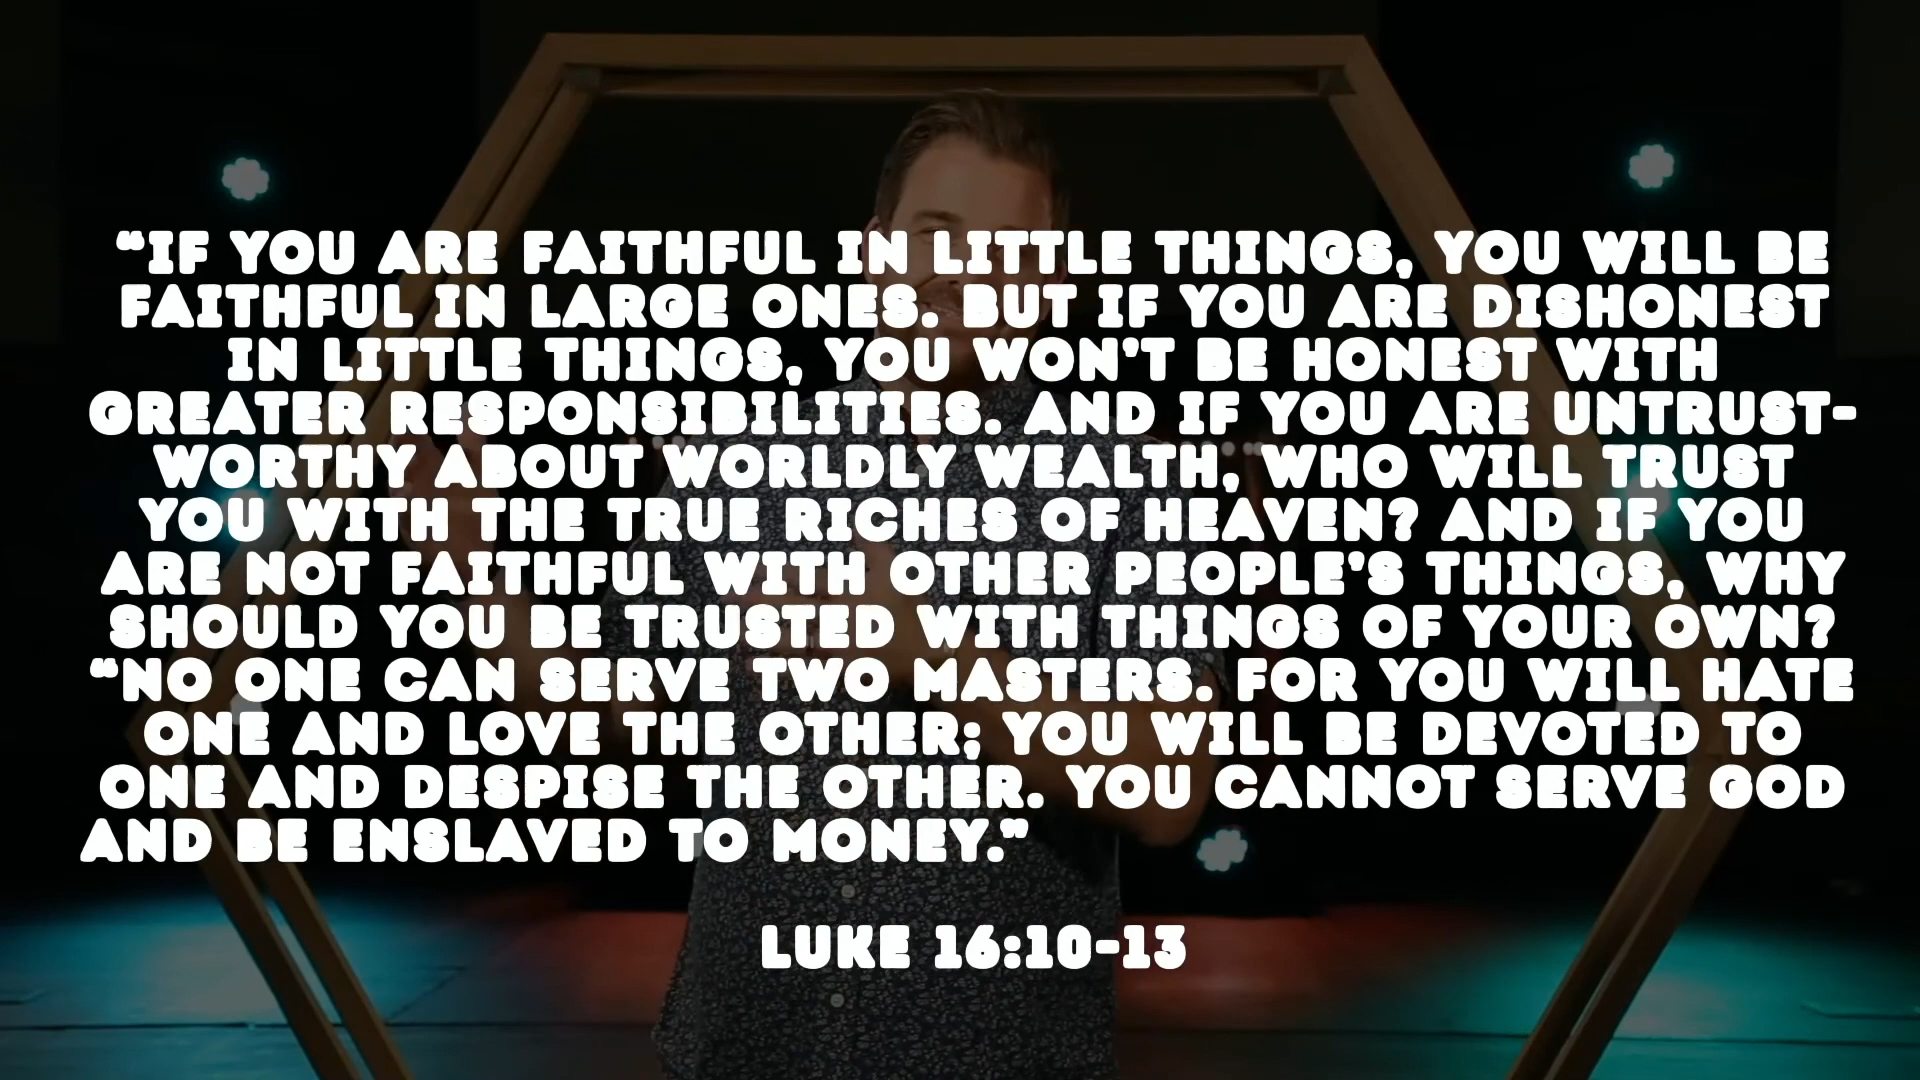 “IF YOU ARE FAITHFUL IN LITTLE THINGS, YOU WILL BE
FAITHFUL IN LARGE ONES. BUT IF YOU ARE DISHONEST
IN LITTLE THINGS, YOU WON'T BE HONEST WITH
GREATER RESPONSIBILITIES. AND IF YOU ARE UNTRUST-
WORTHY ABOUT WORLDLY WEALTH, WHO WILL TRUST
YOU WITH THE TRUE RICHES OF HEAVEN? AND IF YOU
ARE NOT FAITHFUL WITH OTHER PEOPLE'S THINGS, WHY
SHOULD YOU BE TRUSTED WITH THINGS OF YOUR OWN?
“NO ONE CAN SERVE TWO MASTERS. FOR YOU WILL HATE
ONE AND LOVE THE OTHER; YOU WILL BE DEVOTED TO
ONE AND DESPISE THE OTHER. YOU CANNOT SERVE GOD
AND BE ENSLAVED TO MONEY.”
LUKE 16:10-13